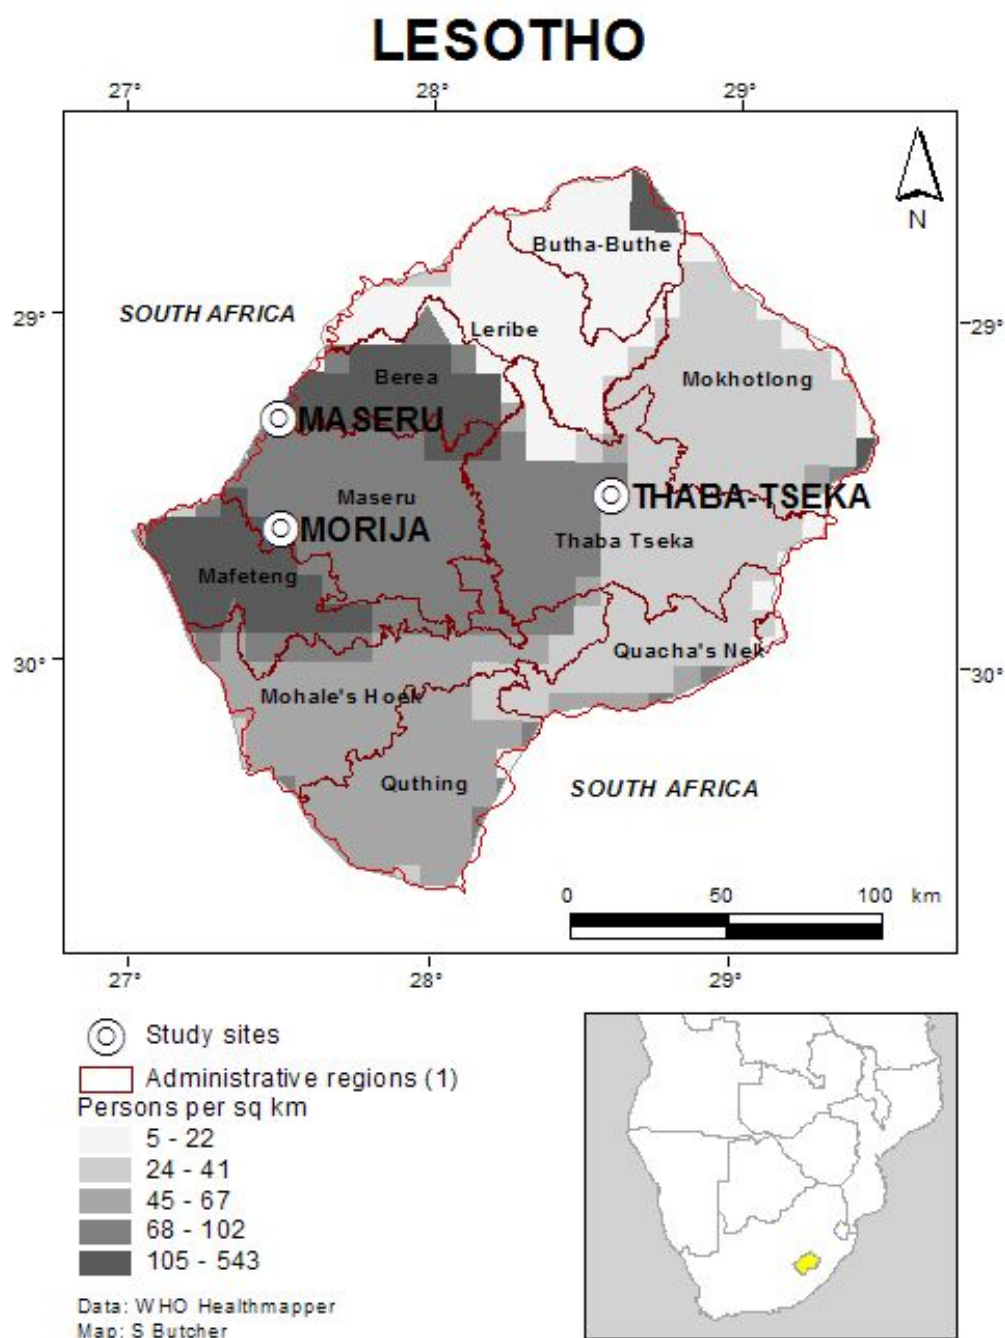 LESOTHO
27° 28° 29°
N
Butha-Buthe
29° SOUTH AFRICA Leribe 29°
Berea Mokhotlong
MASERU
Maseru THABA-TSEKA
MORIJA Thaba Tseka
Mafeteng
30° Quacha's Nek 30°
Mohale's Hoek
Quthing SOUTH AFRICA
0 50 100 km
27° 28° 29°
Study sites
Administrative regions (1)
Persons per sq km
5 - 22
24 - 41
45 - 67
68 - 102
105 - 543
Data: WHO Healthmapper
Map: S Butcher